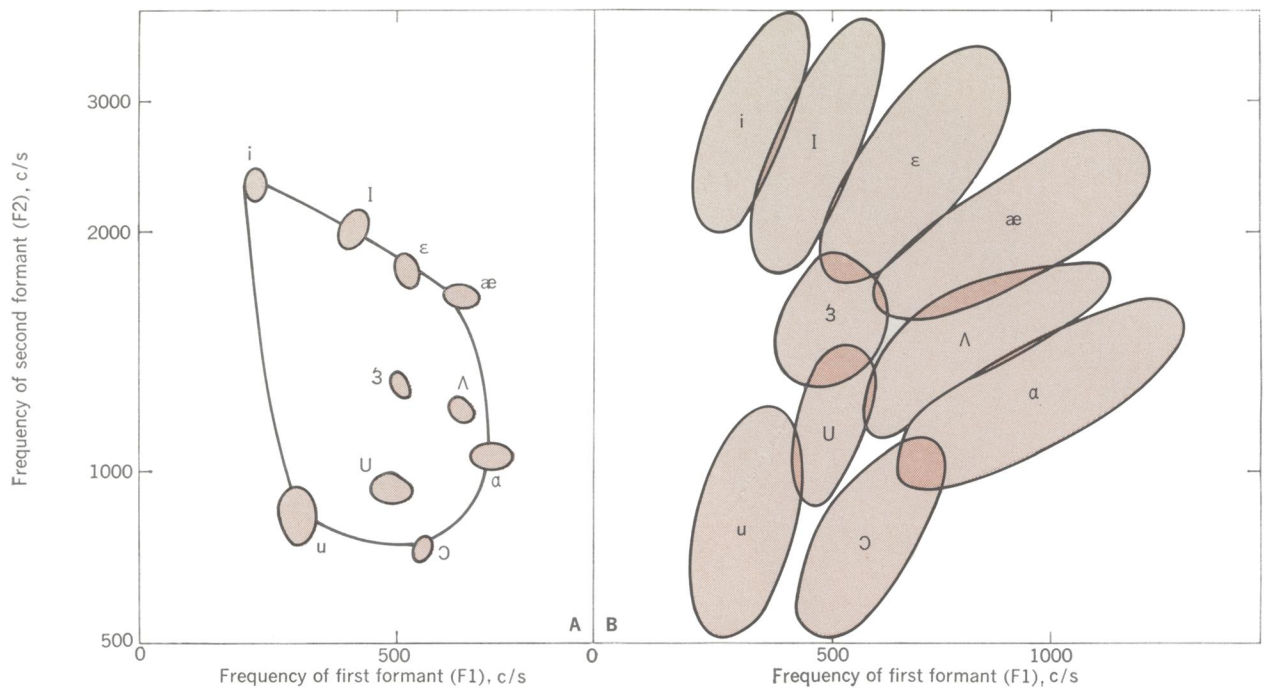 Frequency of second formant (F2), c/s
3000
2000
1000
500
i
I
ɛ
æ
ɝ
ʌ
U
ɑ
u
ɔ
A
0
500
Frequency of first formant (F1), c/s
B
i
I
ɛ
æ
ɝ
ʌ
ɑ
U
u
ɔ
0
500
1000
Frequency of first formant (F1), c/s